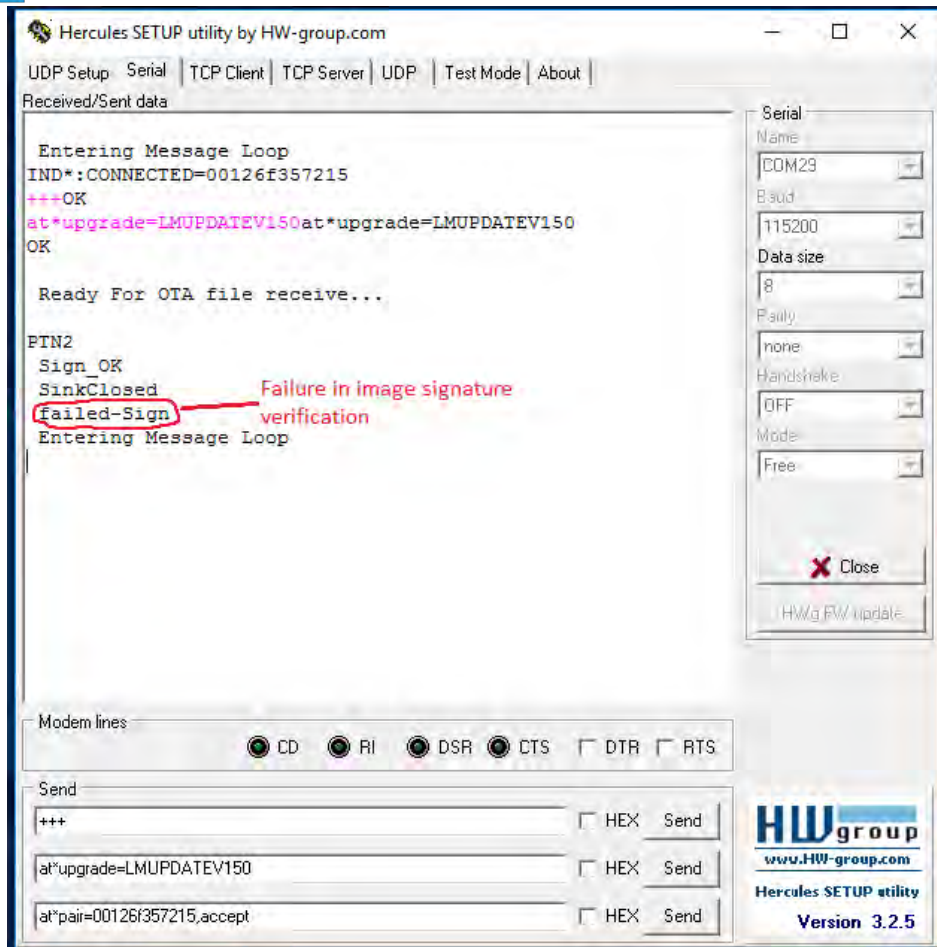 Hercules SETUP utility by HW-group.com
UDP Setup Serial TCP Client TCP Server UDP Test Mode About
Received/Sent data
Entering Message Loop
IND*:CONNECTED=00126f357215
+++OK
at*upgrade=LMUPDATEV150at*upgrade=LMUPDATEV150
OK
Ready For OTA file receive...
PTN2
Sign_OK
SinkClosed
failed-Sign
Failure in image signature
verification
Entering Message Loop
Serial
Name
COM29
Baud
115200
Data size
8
Parity
none
Handshake
OFF
Mode
Free
Close
HWg FW update
Modem lines
CD RI DSR CTS DTR RTS
Send
+++ HEX Send
at*upgrade=LMUPDATEV150 HEX Send
at*pair=00126f357215,accept HEX Send
HW group
www.HW-group.com
Hercules SETUP utility
Version 3.2.5